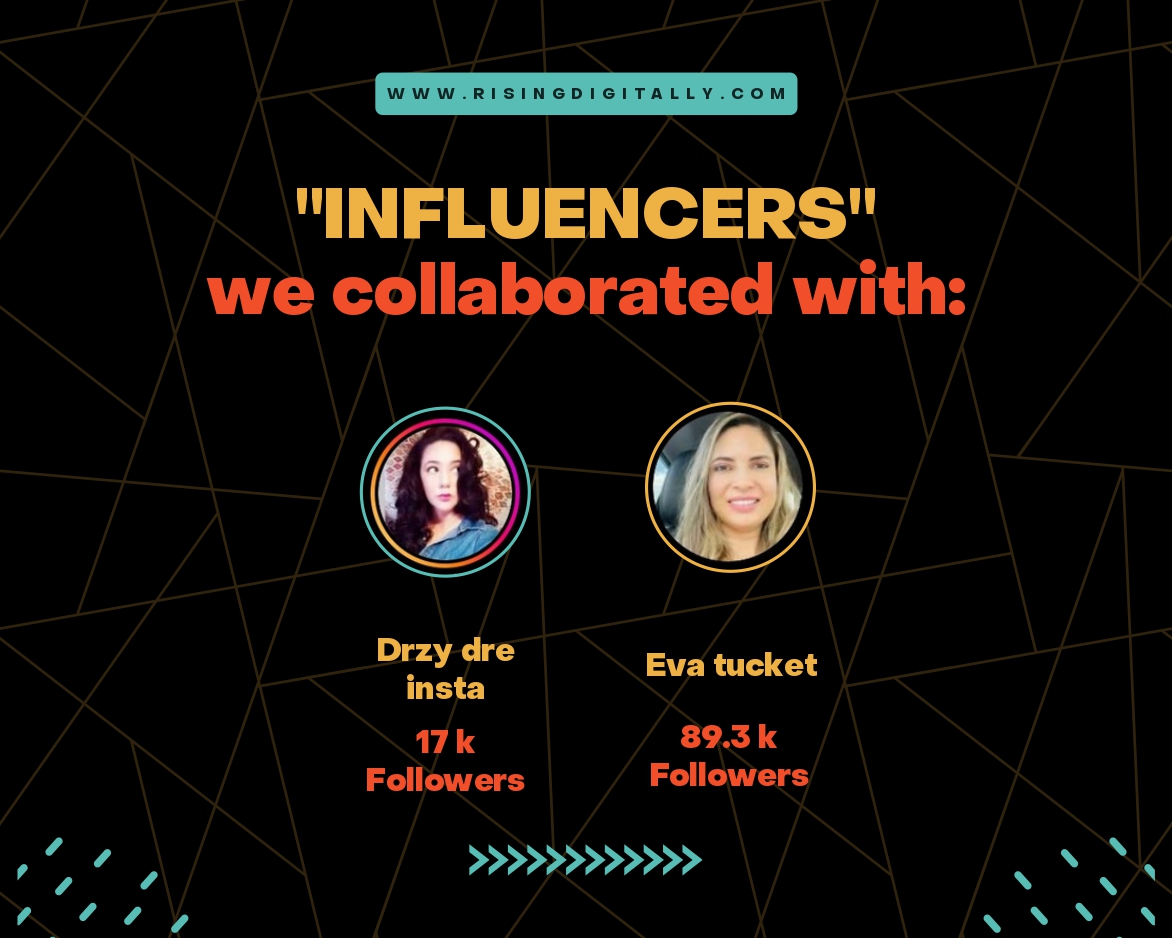 WWW.RISINGDIGITALLY.COM
"INFLUENCERS"
we collaborated with:
Drzy dre
insta
17 k
Followers
Eva tucket
89.3 k
Followers